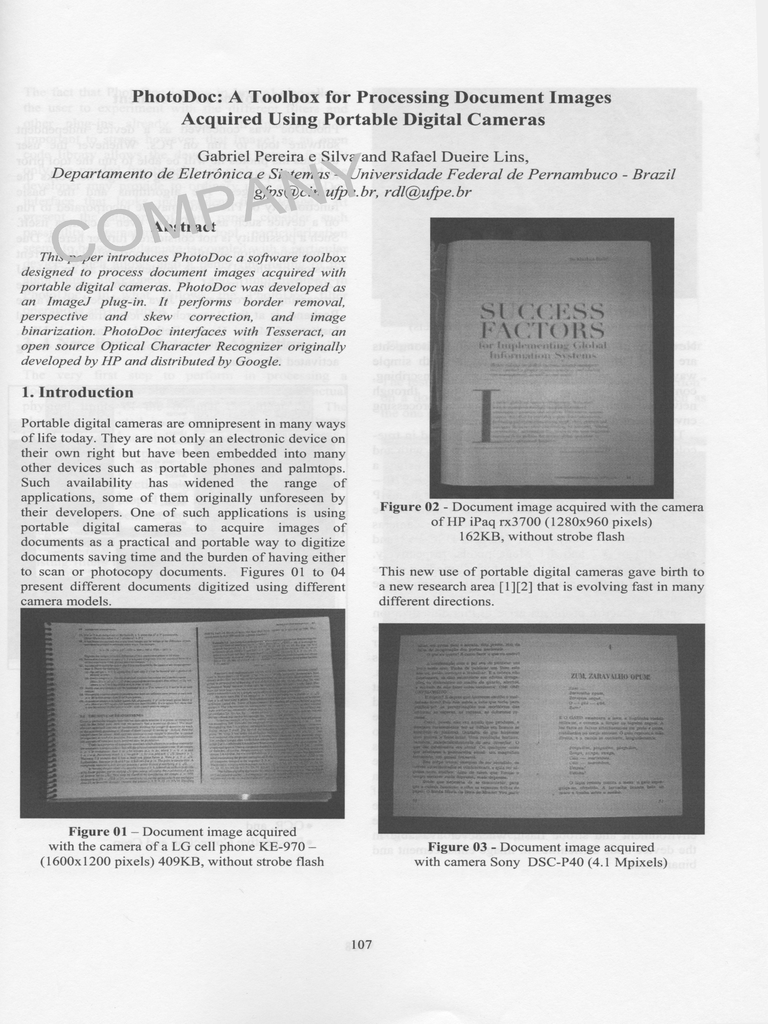 PhotoDoc: A Toolbox for Processing Document Images
Acquired Using Portable Digital Cameras
Gabriel Pereira e Silva and Rafael Dueire Lins,
Departamento de Eletrônica e Sistemas - Universidade Federal de Pernambuco - Brazil
gfps@cin.ufpe.br, rdl@ufpe.br
COMPANY
Abstract
This paper introduces PhotoDoc a software toolbox
designed to process document images acquired with
portable digital cameras. PhotoDoc was developed as
an ImageJ plug-in. It performs border removal,
perspective and skew correction, and image
binarization. PhotoDoc interfaces with Tesseract, an
open source Optical Character Recognizer originally
developed by HP and distributed by Google.
1. Introduction
Portable digital cameras are omnipresent in many ways
of life today. They are not only an electronic device on
their own right but have been embedded into many
other devices such as portable phones and palmtops.
Such availability has widened the range of
applications, some of them originally unforeseen by
their developers. One of such applications is using
portable digital cameras to acquire images of
documents as a practical and portable way to digitize
documents saving time and the burden of having either
to scan or photocopy documents. Figures 01 to 04
present different documents digitized using different
camera models.
Figure 01 – Document image acquired
with the camera of a LG cell phone KE-970 –
(1600x1200 pixels) 409KB, without strobe flash
SUCCESS
FACTORS
for Implementing Global
Information Systems
Figure 02 - Document image acquired with the camera
of HP iPaq rx3700 (1280x960 pixels)
162KB, without strobe flash
This new use of portable digital cameras gave birth to
a new research area [1][2] that is evolving fast in many
different directions.
ZUM, ZARAVALHO OPUM
Figure 03 - Document image acquired
with camera Sony DSC-P40 (4.1 Mpixels)
107